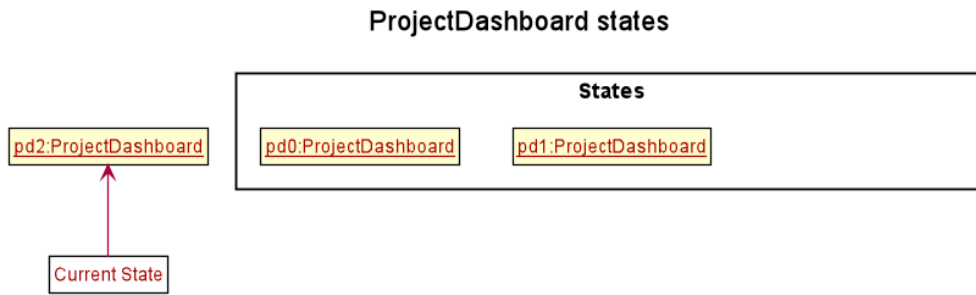 ProjectDashboard states
States
pd2:ProjectDashboard
pd0:ProjectDashboard
pd1:ProjectDashboard
Current State